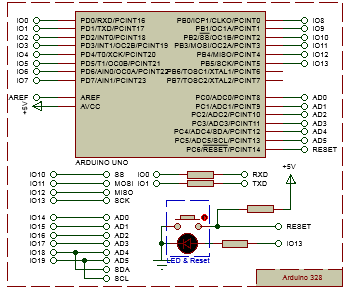 IO0 PD0/RXD/PCINT16 PB0/ICP1/CLKO/PCINT0 IO8
IO1 PD1/TXD/PCINT17 PB1/OC1A/PCINT1 IO9
IO2 PD2/INT0/PCINT18 PB2/SS/OC1B/PCINT2 IO10
IO3 PD3/INT1/OC2B/PCINT19 PB3/MOSI/OC2A/PCINT3 IO11
IO4 PD4/T0/XCK/PCINT20 PB4/MISO/PCINT4 IO12
IO5 PD5/T1/OC0B/PCINT21 PB5/SCK/PCINT5 IO13
IO6 PD6/AIN0/OC0A/PCINT22 PB6/TOSC1/XTAL1/PCINT6
IO7 PD7/AIN1/PCINT23 PB7/TOSC2/XTAL2/PCINT7
AREF AREF PC0/ADC0/PCINT8 AD0
+5V AVCC PC1/ADC1/PCINT9 AD1
PC2/ADC2/PCINT10 AD2
PC3/ADC3/PCINT11 AD3
PC4/ADC4/SDA/PCINT12 AD4
PC5/ADC5/SCL/PCINT13 AD5
PC6/RESET/PCINT14 RESET
ARDUINO UNO
IO10 SS IO0 RXD +5V
IO11 MOSI IO1 TXD
IO12 MISO
IO13 SCK
IO14 AD0
IO15 AD1 RESET
IO16 AD2
IO17 AD3 IO13
IO18 AD4
IO19 AD5 LED & Reset
SDA
SCL Arduino 328